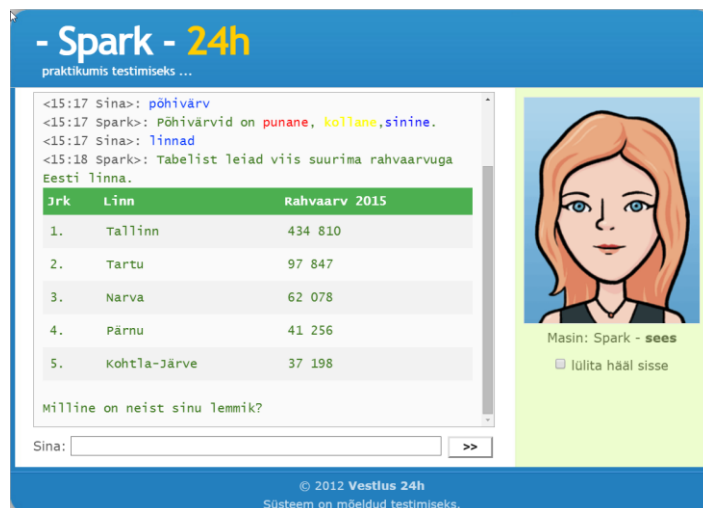 - Spark - 24h
praktikumis testimiseks ...
<15:17 Sina>: põhivärv
<15:17 Spark>: Põhivärvid on punane, kollane,sinine.
<15:17 Sina>: linnad
<15:18 Spark>: Tabelist leiad viis suurima rahvaarvuga
Eesti linna.
Jrk Linn Rahvaarv 2015
1. Tallinn 434 810
2. Tartu 97 847
3. Narva 62 078
4. Pärnu 41 256
5. Kohtla-Järve 37 198
Milline on neist sinu lemmik?
Sina: >>
Masin: Spark - sees
lülita hääl sisse
© 2012 Vestlus 24h
Süsteem on mõeldud testimiseks.